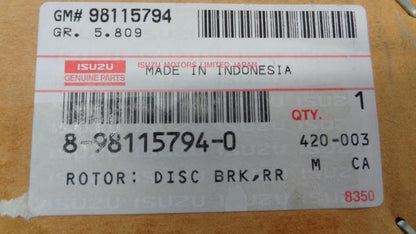 GM# 98115794
GR. 5.809
ISUZU
GENUINE PARTS
ISUZU MOTORS LIMITED JAPAN
MADE IN INDONESIA
1
QTY.
8-98115794-0
420-003
M CA
ROTOR: DISC BRK,RR
8350